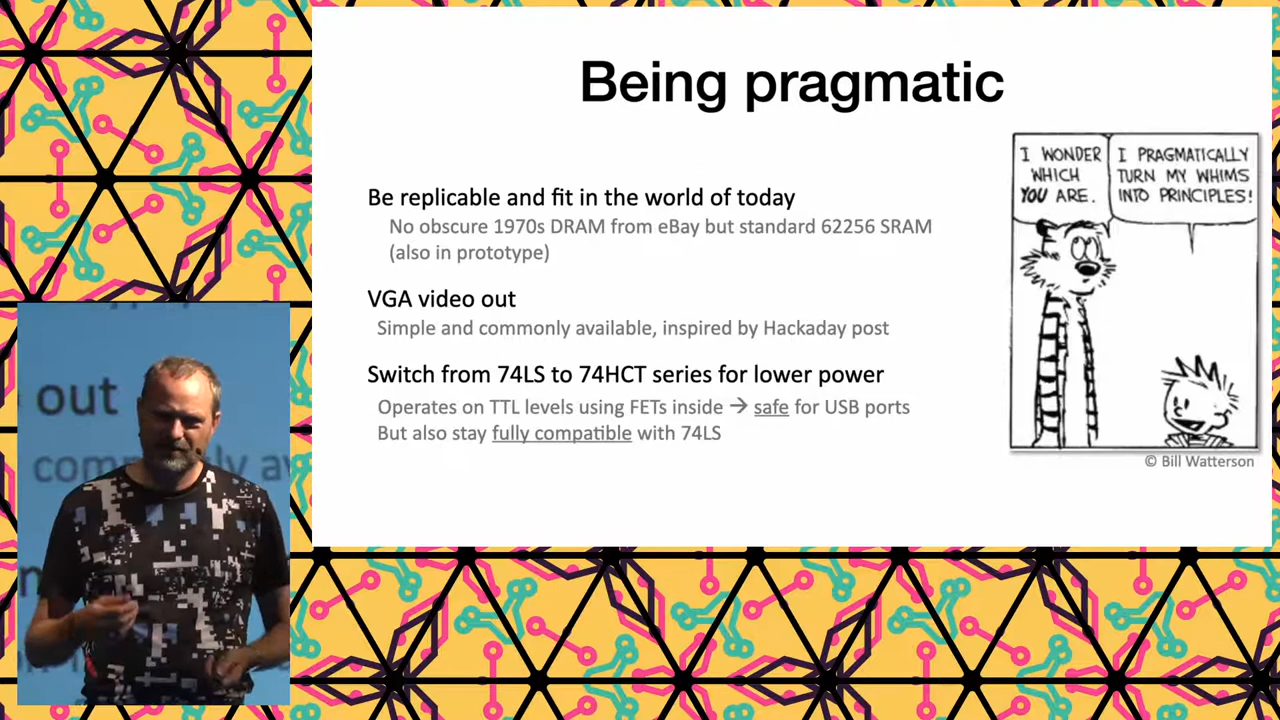 Being pragmatic
Be replicable and fit in the world of today
No obscure 1970s DRAM from eBay but standard 62256 SRAM
(also in prototype)
VGA video out
Simple and commonly available, inspired by Hackaday post
Switch from 74LS to 74HCT series for lower power
Operates on TTL levels using FETs inside → safe for USB ports
But also stay fully compatible with 74LS
I WONDER
WHICH
YOU ARE.
I PRAGMATICALLY
TURN MY WHIMS
INTO PRINCIPLES!
© Bill Watterson
out